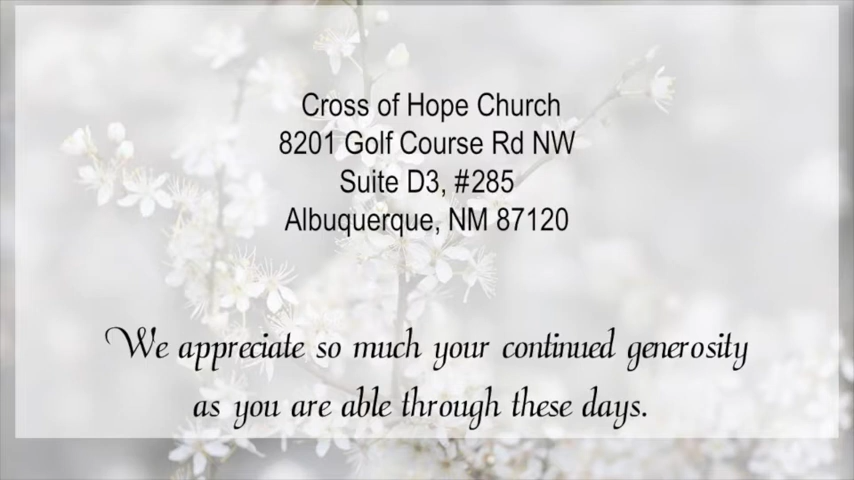 Cross of Hope Church
8201 Golf Course Rd NW
Suite D3, #285
Albuquerque, NM 87120
We appreciate so much your continued generosity
as you are able through these days.